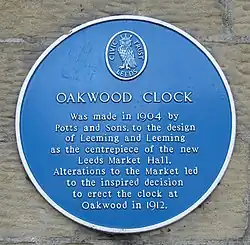 CIVIC TRUST
LEEDS
OAKWOOD CLOCK
Was made in 1904 by
Potts and Sons, to the design
of Leeming and Leeming
as the centrepiece of the new
Leeds Market Hall.
Alterations to the Market led
to the inspired decision
to erect the clock at
Oakwood in 1912.